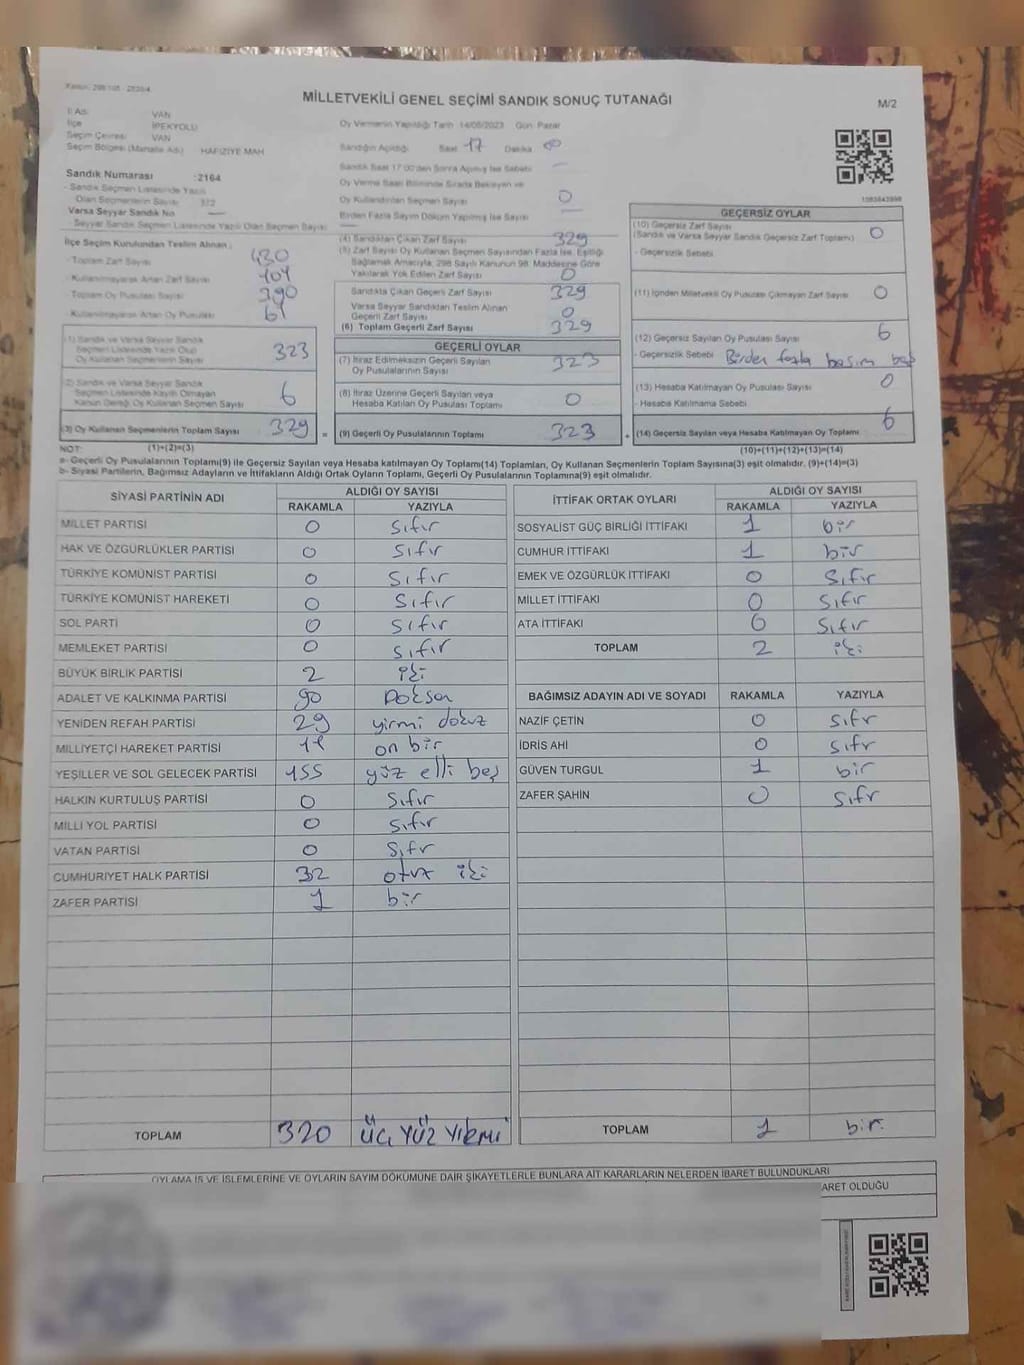 MİLLETVEKİLİ GENEL SEÇİMİ SANDIK SONUÇ TUTANAĞI
M/2
İl Adı VAN
İlçe İPEKYOLU
Seçim Çevresi VAN
Seçim Bölgesi (Mahalle Adı) HAFIZIYE MAH
Sandık Numarası :2164
- Sandık Seçmen Listesinde Yazılı
Olan Seçmenlerin Sayısı 372
Varsa Seyyar Sandık No —
- Seyyar Sandık Seçmen Listesinde Yazılı Olan Seçmen Sayısı —
İlçe Seçim Kurulundan Teslim Alınan ;
- Toplam Zarf Sayısı 430
- Kullanılmayarak Artan Zarf Sayısı 101
- Toplam Oy Pusulası Sayısı 390
- Kullanılmayarak Artan Oy Pusulası 61
(1) Sandık ve Varsa Seyyar Sandık
Seçmen Listesinde Yazılı Olup
Oy Kullanan Seçmenlerin Sayısı 323
(2) Sandık ve Varsa Seyyar Sandık
Seçmen Listesinde Kayıtlı Olmayan
Kanun Gereği Oy Kullanan Seçmen Sayısı 6
(3) Oy Kullanan Seçmenlerin Toplam Sayısı 329 =
(1)+(2)=(3)
Oy Vermenin Yapıldığı Tarih 14/05/2023 Gün: Pazar
Sandığın Açıldığı Saat 17 Dakika 00
Sandık Saat 17:00'den Sonra Açılmış İse Sebebi —
Oy Verme Saati Bitiminde Sırada Bekleyen ve
Oy Kullandırılan Seçmen Sayısı 0
Birden Fazla Sayım Döküm Yapılmış İse Sayısı —
(4) Sandıktan Çıkan Zarf Sayısı 329
(5) Zarf Sayısı Oy Kullanan Seçmen Sayısından Fazla İse, Eşitliği
Sağlamak Amacıyla, 298 Sayılı Kanunun 98. Maddesine Göre
Yakılarak Yok Edilen Zarf Sayısı 0
Sandıkta Çıkan Geçerli Zarf Sayısı 329
Varsa Seyyar Sandıktan Teslim Alınan
Geçerli Zarf Sayısı 0
(6) Toplam Geçerli Zarf Sayısı 329
GEÇERLİ OYLAR
(7) İtiraz Edilmeksizin Geçerli Sayılan
Oy Pusulalarının Sayısı 323
(8) İtiraz Üzerine Geçerli Sayılan veya
Hesaba Katılan Oy Pusulası Toplamı 0
(9) Geçerli Oy Pusulalarının Toplamı 323 +
GEÇERSİZ OYLAR
(10) Geçersiz Zarf Sayısı
(Sandık ve Varsa Seyyar Sandık Geçersiz Zarf Toplamı) 0
- Geçersizlik Sebebi
(11) İçinden Milletvekili Oy Pusulası Çıkmayan Zarf Sayısı 0
(12) Geçersiz Sayılan Oy Pusulası Sayısı 6
- Geçersizlik Sebebi Birden fazla basım
(13) Hesaba Katılmayan Oy Pusulası Sayısı 0
- Hesaba Katılmama Sebebi
(14) Geçersiz Sayılan veya Hesaba Katılmayan Oy Toplamı 6
(10)+(11)+(12)+(13)=(14)
NOT:
a- Geçerli Oy Pusulalarının Toplamı(9) ile Geçersiz Sayılan veya Hesaba katılmayan Oy Toplamı(14) Toplamları, Oy Kullanan Seçmenlerin Toplam Sayısına(3) eşit olmalıdır. (9)+(14)=(3)
b- Siyasi Partilerin, Bağımsız Adayların ve İttifakların Aldığı Ortak Oyların Toplamı, Geçerli Oy Pusulalarının Toplamına(9) eşit olmalıdır.
SİYASİ PARTİNİN ADI ALDIĞI OY SAYISI
RAKAMLA YAZIYLA
MİLLET PARTİSİ 0 Sıfır
HAK VE ÖZGÜRLÜKLER PARTİSİ 0 Sıfır
TÜRKİYE KOMÜNİST PARTİSİ 0 Sıfır
TÜRKİYE KOMÜNİST HAREKETİ 0 Sıfır
SOL PARTİ 0 Sıfır
MEMLEKET PARTİSİ 0 Sıfır
BÜYÜK BİRLİK PARTİSİ 2 iki
ADALET VE KALKINMA PARTİSİ 90 Doksan
YENİDEN REFAH PARTİSİ 29 yirmi dokuz
MİLLİYETÇİ HAREKET PARTİSİ 11 on bir
YEŞİLLER VE SOL GELECEK PARTİSİ 155 yüz elli beş
HALKIN KURTULUŞ PARTİSİ 0 Sıfır
MİLLİ YOL PARTİSİ 0 Sıfır
VATAN PARTİSİ 0 Sıfır
CUMHURİYET HALK PARTİSİ 32 otuz iki
ZAFER PARTİSİ 1 bir
TOPLAM 320 üç yüz yirmi
İTTİFAK ORTAK OYLARI ALDIĞI OY SAYISI
RAKAMLA YAZIYLA
SOSYALİST GÜÇ BİRLİĞİ İTTİFAKI 1 bir
CUMHUR İTTİFAKI 1 bir
EMEK VE ÖZGÜRLÜK İTTİFAKI 0 Sıfır
MİLLET İTTİFAKI 0 Sıfır
ATA İTTİFAKI 0 Sıfır
TOPLAM 2 iki
BAĞIMSIZ ADAYIN ADI VE SOYADI RAKAMLA YAZIYLA
NAZİF ÇETİN 0 Sıfır
İDRİS AHİ 0 Sıfır
GÜVEN TURGUL 1 bir
ZAFER ŞAHİN 0 Sıfır
TOPLAM 1 bir
OYLAMA İŞ VE İŞLEMLERİNE VE OYLARIN SAYIM DÖKÜMÜNE DAİR ŞİKAYETLERLE BUNLARA AİT KARARLARIN NELERDEN İBARET BULUNDUKLARI
ARET OLDUĞU